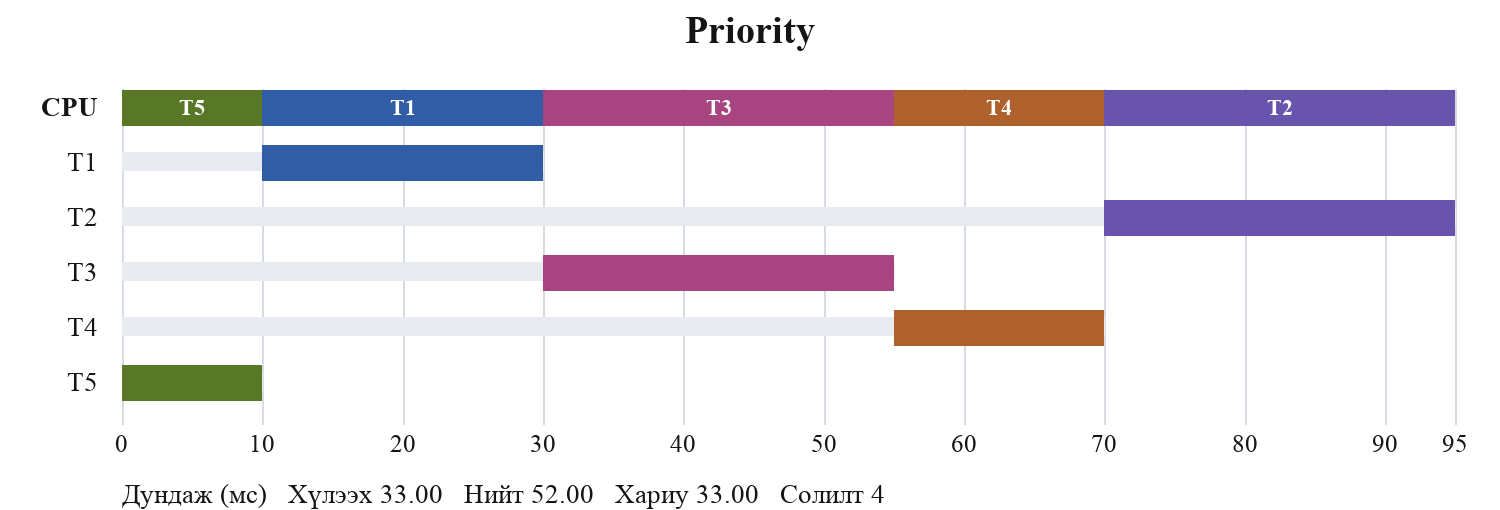 Priority
CPU T5 T1 T3 T4 T2
T1
T2
T3
T4
T5
0 10 20 30 40 50 60 70 80 90 95
Дундаж (мс) Хүлээх 33.00 Нийт 52.00 Хариу 33.00 Солилт 4